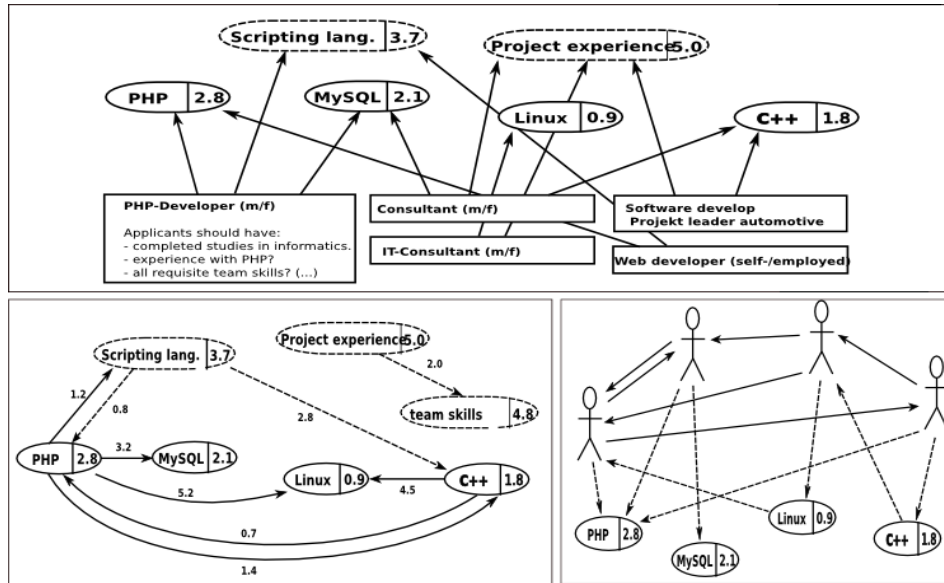 Scripting lang. 3.7
Project experience 5.0
PHP 2.8
MySQL 2.1
Linux 0.9
C++ 1.8
PHP-Developer (m/f)
Applicants should have:
- completed studies in informatics.
- experience with PHP?
- all requisite team skills? (...)
Consultant (m/f)
IT-Consultant (m/f)
Software develop
Projekt leader automotive
Web developer (self-/employed)
Scripting lang. 3.7
Project experience 5.0
2.0
team skills 4.8
1.2
0.8
2.8
PHP 2.8
3.2
MySQL 2.1
5.2
Linux 0.9
4.5
C++ 1.8
0.7
1.4
PHP 2.8
MySQL 2.1
Linux 0.9
C++ 1.8